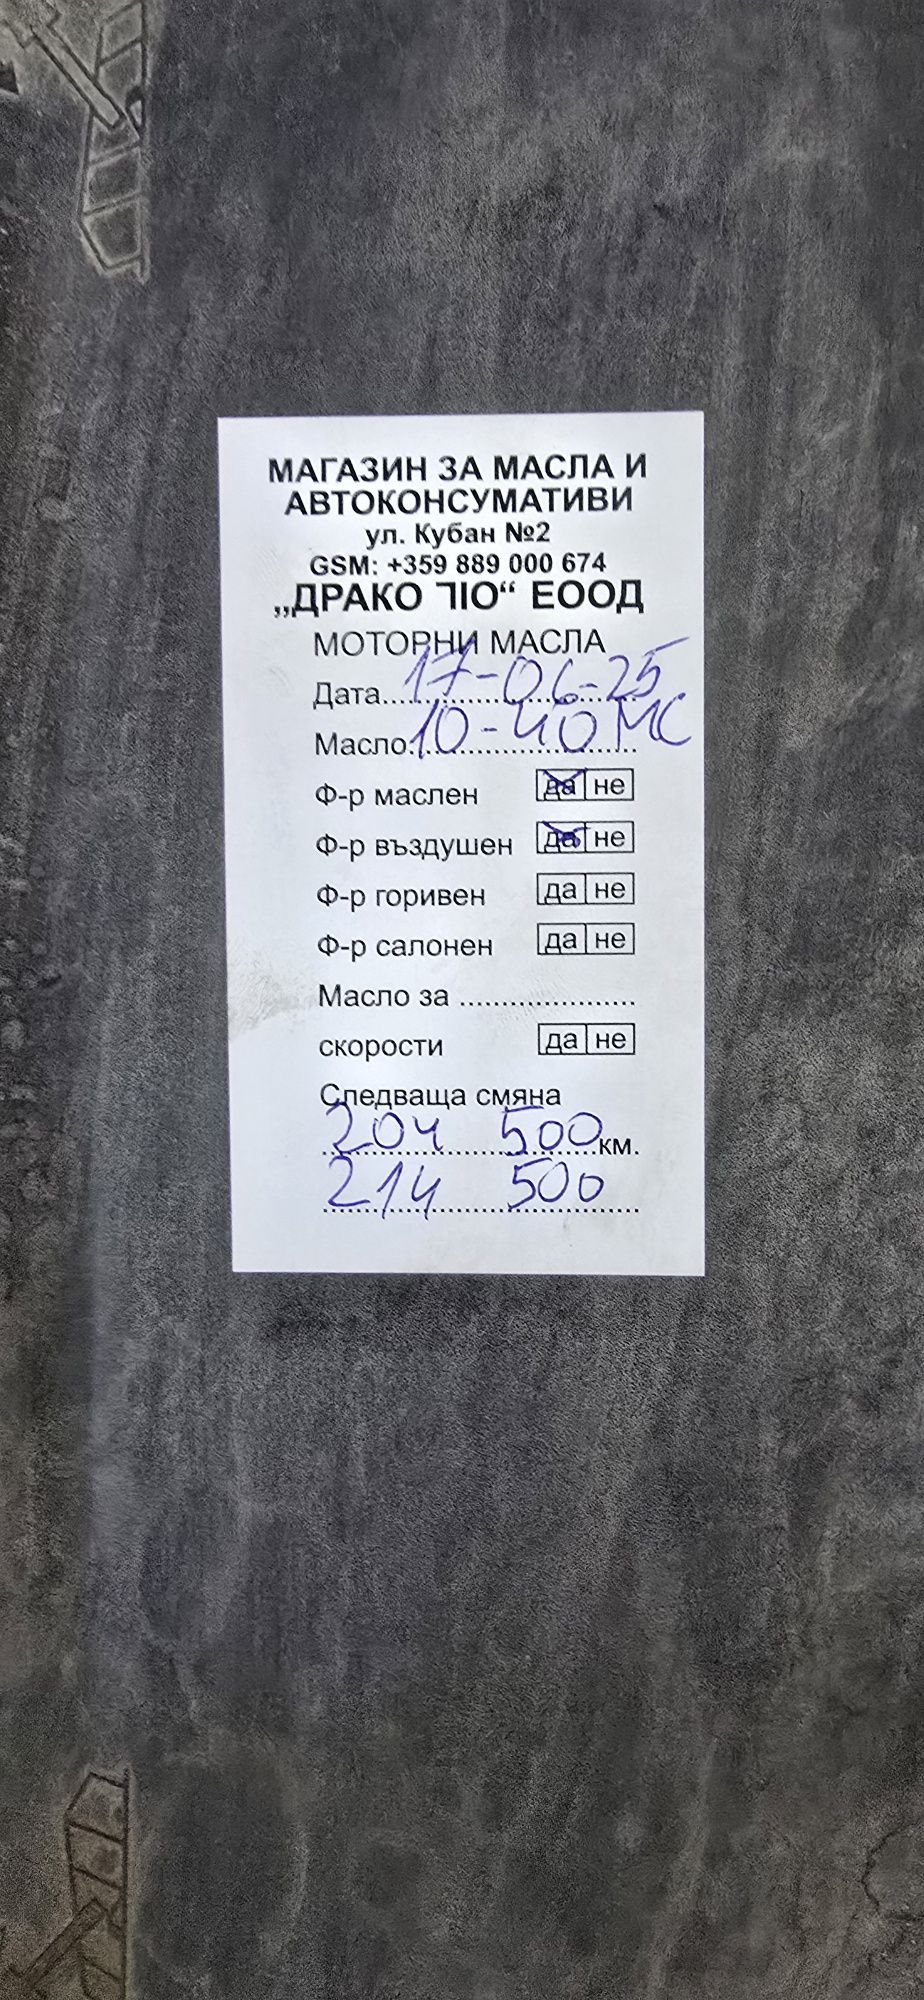 МАГАЗИН ЗА МАСЛА И
АВТОКОНСУМАТИВИ
ул. Кубан №2
GSM: +359 889 000 674
„ДРАКО ПО“ ЕООД
МОТОРНИ МАСЛА
Дата....17-06-25
Масло:..10-40 МС
Ф-р маслен да не
Ф-р въздушен да не
Ф-р горивен да не
Ф-р салонен да не
Масло за ......................
скорости да не
Следваща смяна
204 500 км.
214 500